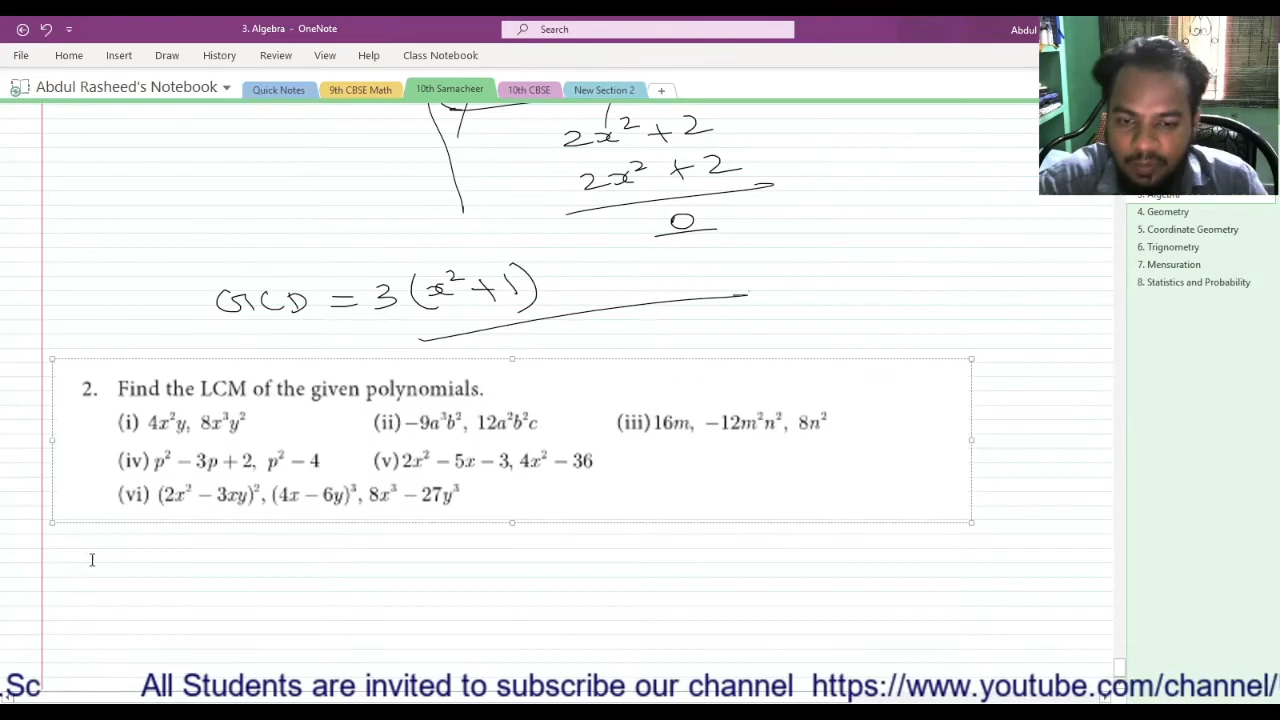 3. Algebra - OneNote
Search
Abdul
File Home Insert Draw History Review View Help Class Notebook
Abdul Rasheed's Notebook
Quick Notes 9th CBSE Math 10th Samacheer 10th CBSE New Section 2 +
2x² + 2
2x² + 2
0
GCD = 3 (x² + 1)
2. Find the LCM of the given polynomials.
(i) 4x²y, 8x³y² (ii) −9a³b², 12a²b²c (iii) 16m, −12m²n², 8n²
(iv) p² − 3p + 2, p² − 4 (v) 2x² − 5x − 3, 4x² − 36
(vi) (2x² − 3xy)², (4x − 6y)³, 8x³ − 27y³
3. Algebra
4. Geometry
5. Coordinate Geometry
6. Trignometry
7. Mensuration
8. Statistics and Probability
.Sc All Students are invited to subscribe our channel https://www.youtube.com/channel/